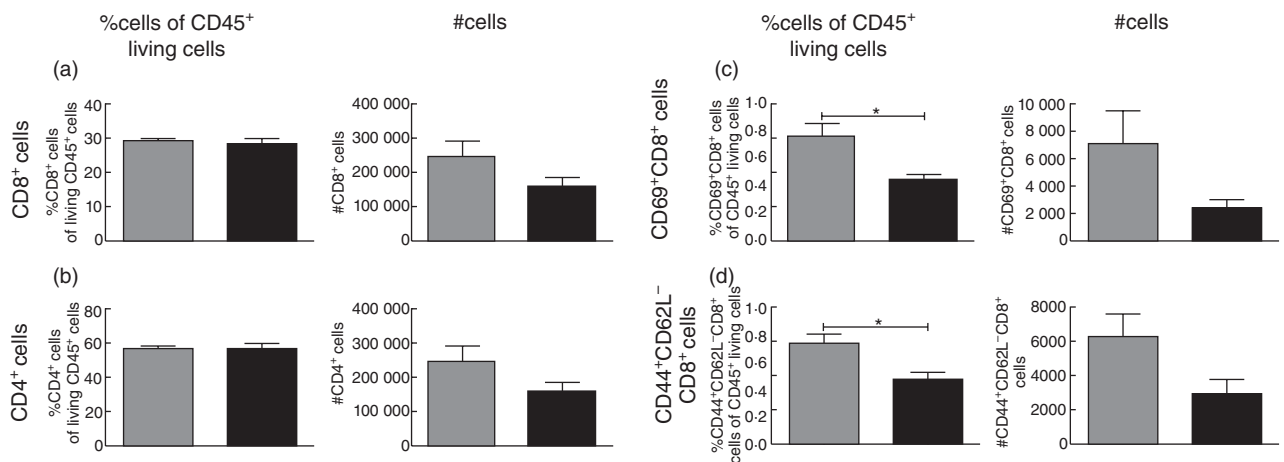 %cells of CD45⁺
living cells
#cells
%cells of CD45⁺
living cells
#cells
(a)
CD8⁺ cells
%CD8⁺ cells
of living CD45⁺ cells
40
30
20
10
0
#CD8⁺ cells
400 000
300 000
200 000
100 000
0
(b)
CD4⁺ cells
%CD4⁺ cells
of living CD45⁺ cells
80
60
40
20
0
#CD4⁺ cells
400 000
300 000
200 000
100 000
0
(c)
CD69⁺CD8⁺ cells
%CD69⁺CD8⁺ cells
of CD45⁺ living cells
1·0
0·8
0·6
0·4
0·2
0·0
*
#CD69⁺CD8⁺ cells
10 000
8 000
6 000
4 000
2 000
0
(d)
CD44⁺CD62L⁻
CD8⁺ cells
%CD44⁺CD62L⁻CD8⁺
cells of CD45⁺ living cells
1·0
0·8
0·6
0·4
0·2
0·0
*
#CD44⁺CD62L⁻CD8⁺
cells
8000
6000
4000
2000
0